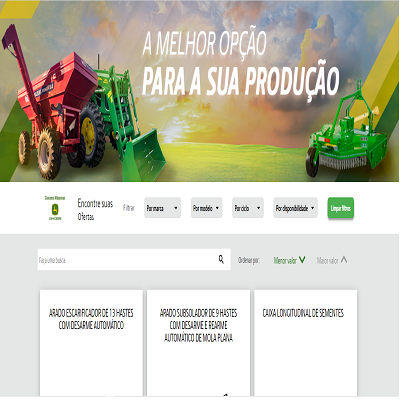 A MELHOR OPÇÃO
PARA A SUA PRODUÇÃO
Encontre suas
Ofertas
Filtrar
Por marca
Por modelo
Por ciclo
Por disponibilidade
Limpar filtros
Faça uma busca
Ordenar por:
Menor valor
Maior valor
ARADO ESCARIFICADOR DE 13 HASTES
COM DESARME AUTOMÁTICO
ARADO SUBSOLADOR DE 9 HASTES
COM DESARME E REARME
AUTOMÁTICO DE MOLA PLANA
CAIXA LONGITUDINAL DE SEMENTES